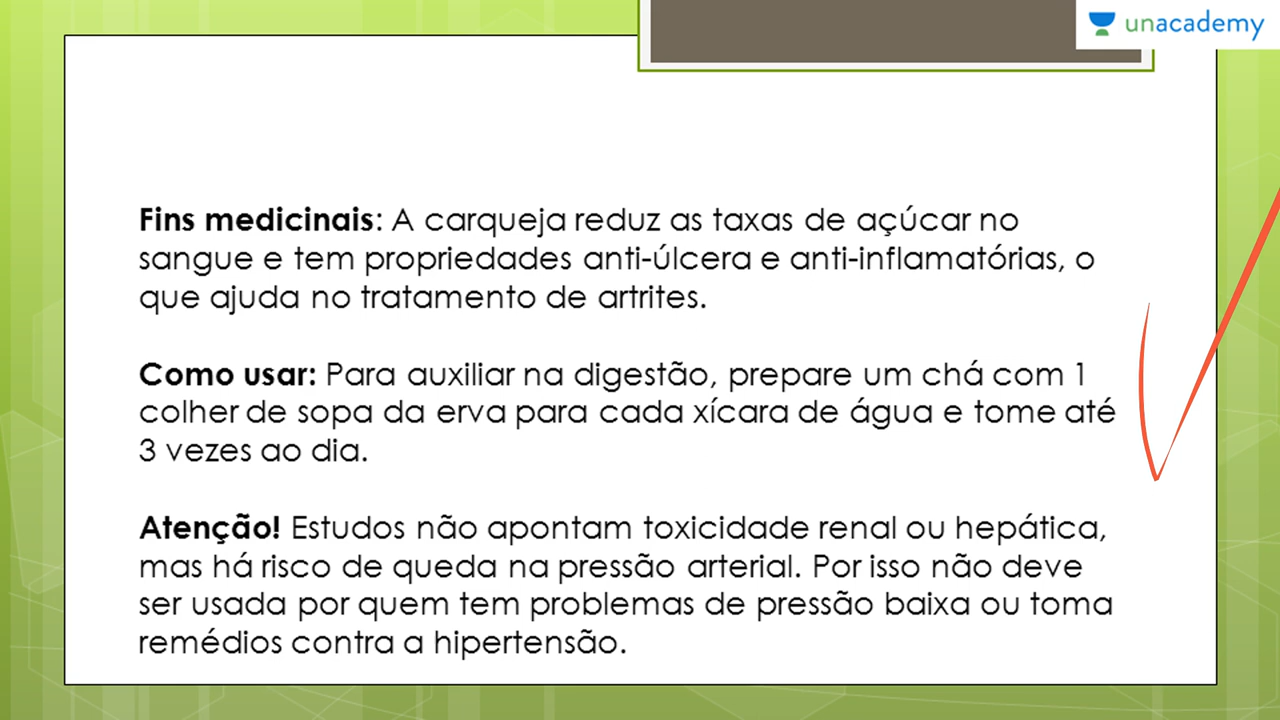 unacademy
Fins medicinais: A carqueja reduz as taxas de açúcar no
sangue e tem propriedades anti-úlcera e anti-inflamatórias, o
que ajuda no tratamento de artrites.
Como usar: Para auxiliar na digestão, prepare um chá com 1
colher de sopa da erva para cada xícara de água e tome até
3 vezes ao dia.
Atenção! Estudos não apontam toxicidade renal ou hepática,
mas há risco de queda na pressão arterial. Por isso não deve
ser usada por quem tem problemas de pressão baixa ou toma
remédios contra a hipertensão.